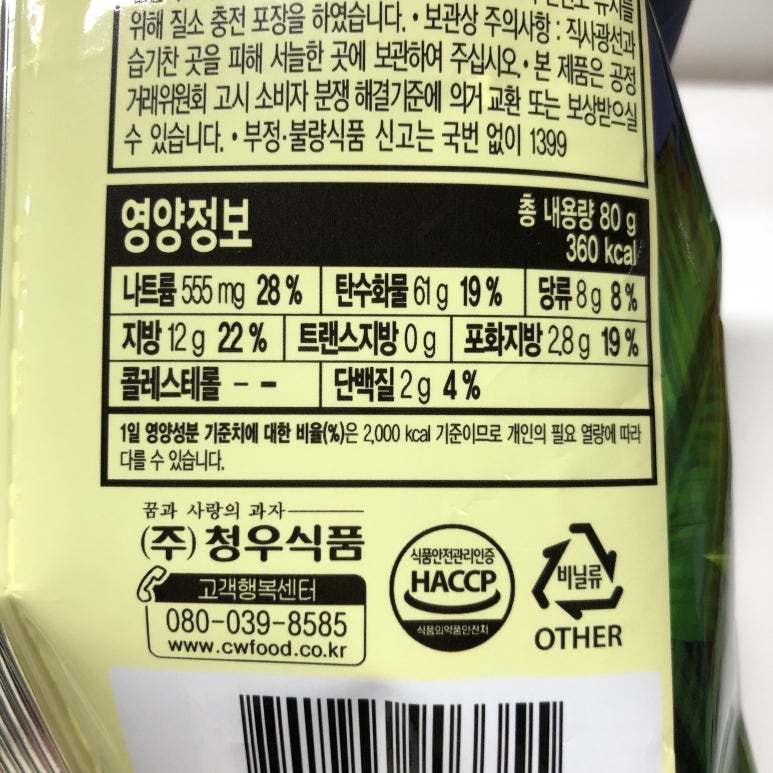 위해 질소 충전 포장을 하였습니다. • 보관상 주의사항 : 직사광선과
습기찬 곳을 피해 서늘한 곳에 보관하여 주십시오. • 본 제품은 공정
거래위원회 고시 소비자 분쟁 해결기준에 의거 교환 또는 보상받으실
수 있습니다. • 부정·불량식품 신고는 국번 없이 1399
영양정보
총 내용량 80 g
360 kcal
나트륨 555 mg 28 % 탄수화물 61 g 19 % 당류 8 g 8 %
지방 12 g 22 % 트랜스지방 0 g 포화지방 2.8 g 19 %
콜레스테롤 - - 단백질 2 g 4 %
1일 영양성분 기준치에 대한 비율(%)은 2,000 kcal 기준이므로 개인의 필요 열량에 따라
다를 수 있습니다.
꿈과 사랑의 과자
(주) 청우식품
고객행복센터
080-039-8585
www.cwfood.co.kr
식품안전관리인증
HACCP
식품의약품안전처
비닐류
OTHER